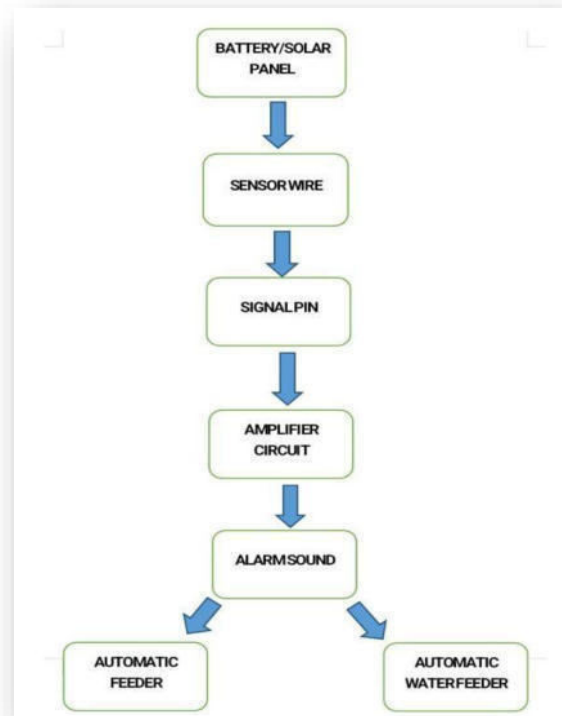 BATTERY/SOLAR
PANEL
SENSOR WIRE
SIGNAL PIN
AMPLIFIER
CIRCUIT
ALARM SOUND
AUTOMATIC
FEEDER
AUTOMATIC
WATER FEEDER